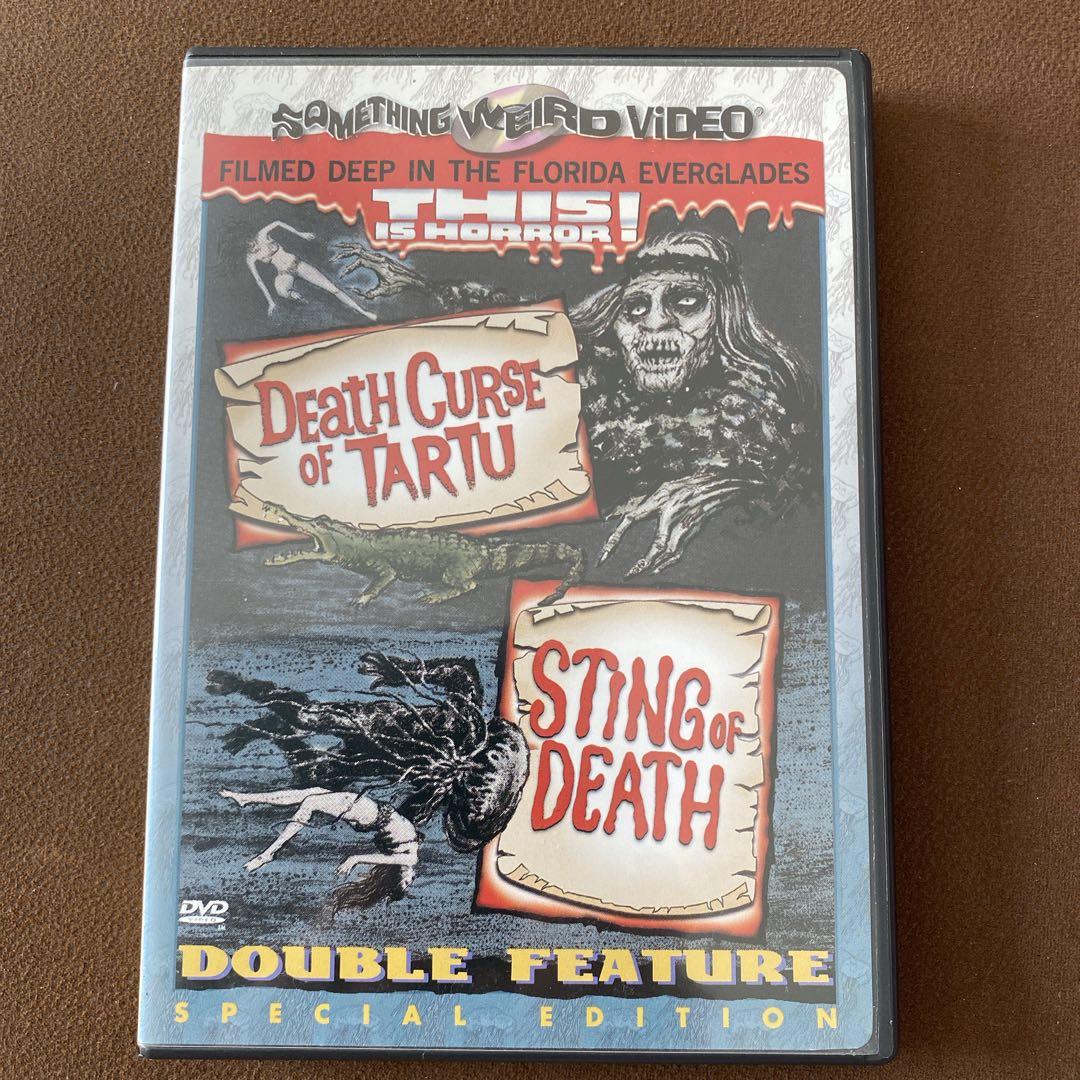 SOMETHING WEIRD VIDEO®
FILMED DEEP IN THE FLORIDA EVERGLADES
THIS
IS HORROR!
DEATH CURSE
OF TARTU
STING OF
DEATH
DVD
VIDEO
DOUBLE FEATURE
SPECIAL EDITION